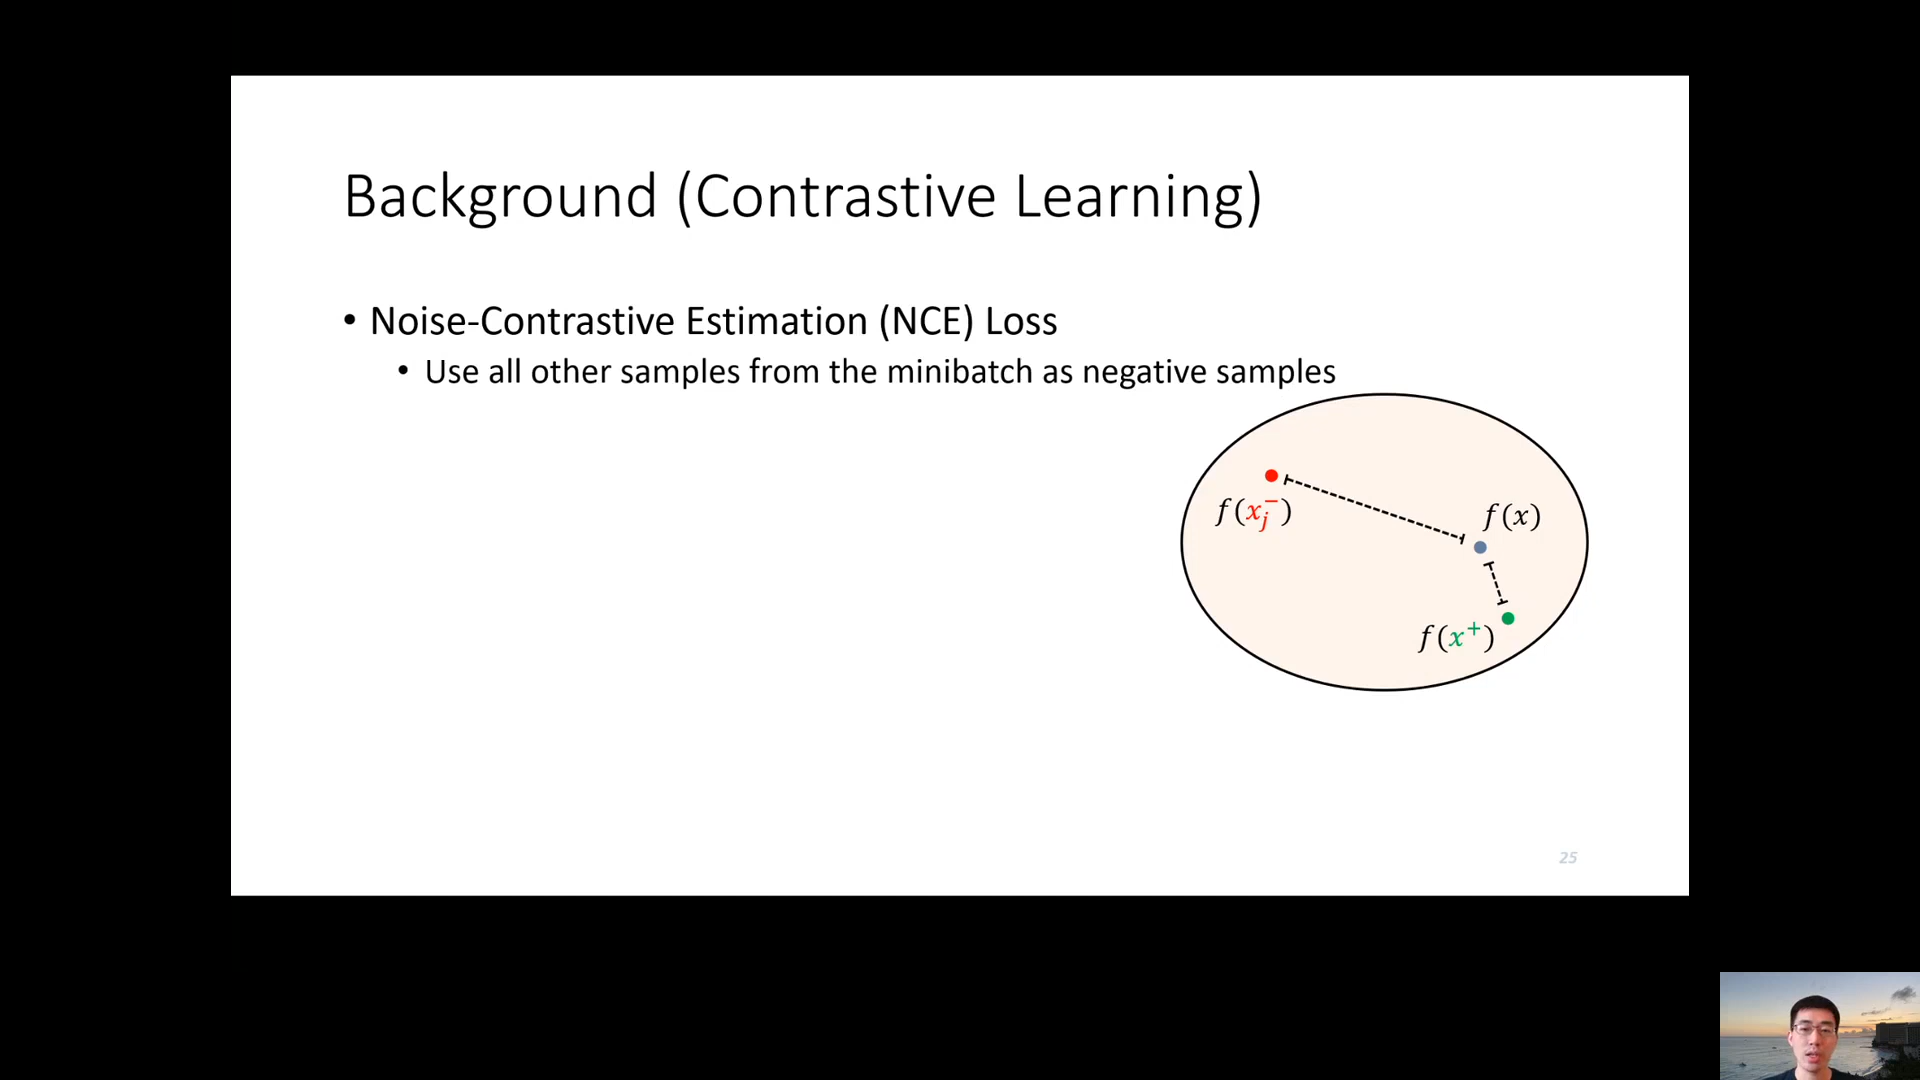 Background (Contrastive Learning)
• Noise-Contrastive Estimation (NCE) Loss
• Use all other samples from the minibatch as negative samples
f(x_j^-)
f(x)
f(x^+)
25